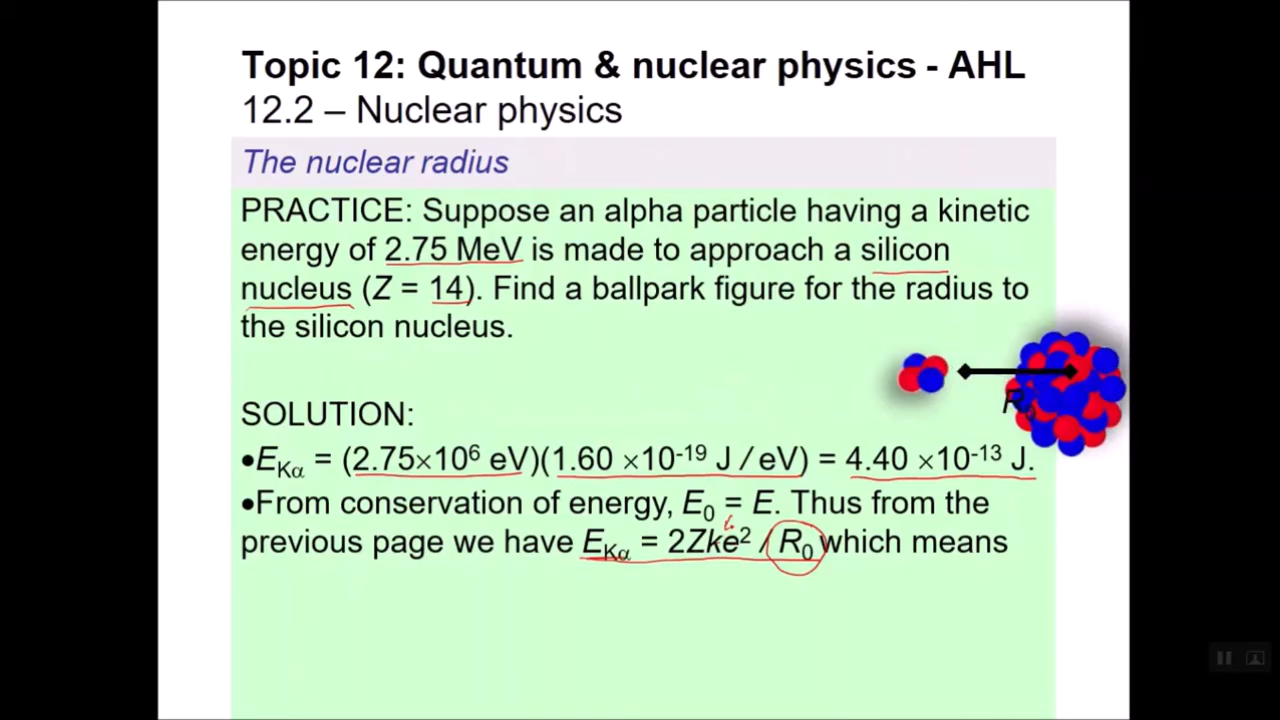 Topic 12: Quantum & nuclear physics - AHL
12.2 – Nuclear physics
The nuclear radius
PRACTICE: Suppose an alpha particle having a kinetic
energy of 2.75 MeV is made to approach a silicon
nucleus (Z = 14). Find a ballpark figure for the radius to
the silicon nucleus.
R₀
SOLUTION:
•E_Kα = (2.75×10⁶ eV)(1.60 ×10⁻¹⁹ J / eV) = 4.40 ×10⁻¹³ J.
•From conservation of energy, E₀ = E. Thus from the
previous page we have E_Kα = 2Zke² / R₀ which means